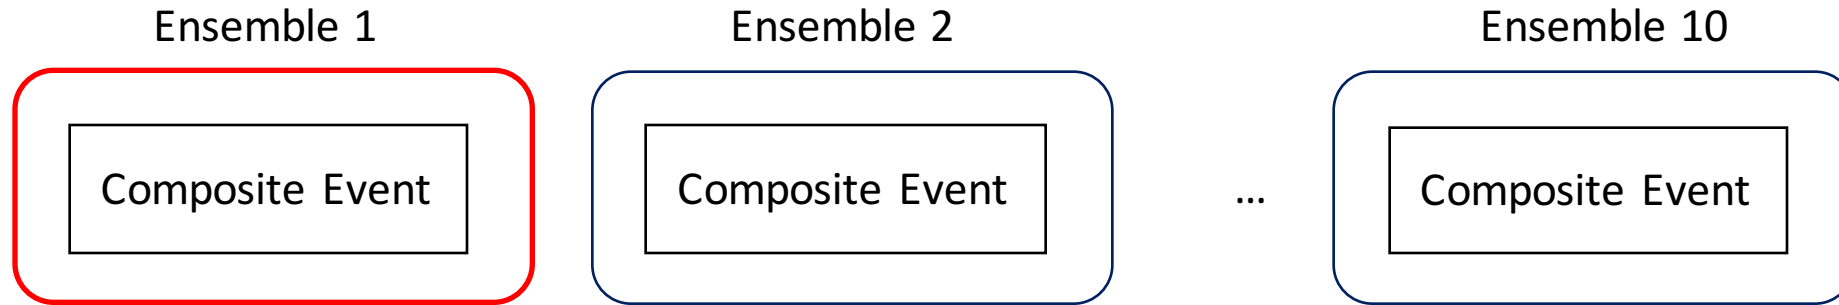 Ensemble 1
Ensemble 2
Ensemble 10
Composite Event
Composite Event
...
Composite Event